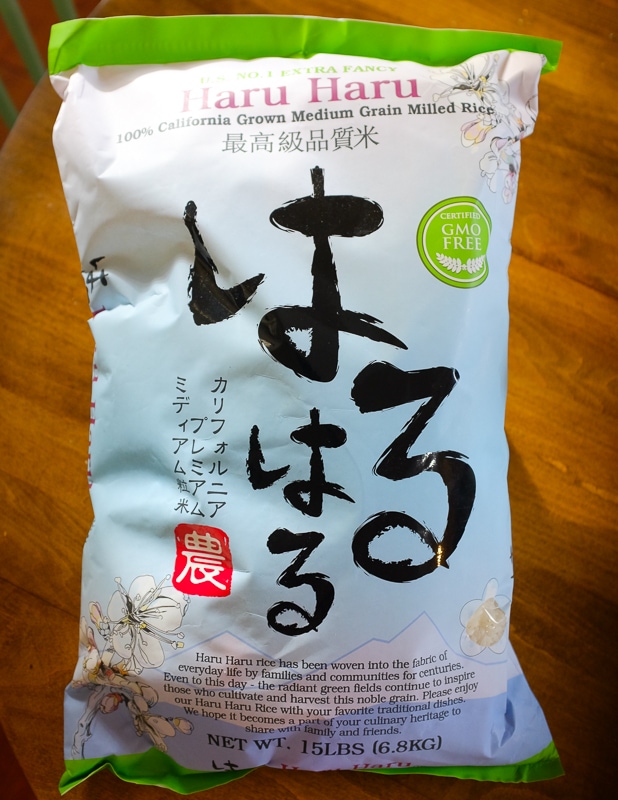 U.S. NO.1 EXTRA FANCY
Haru Haru
100% California Grown Medium Grain Milled Rice
最高級品質米
CERTIFIED
GMO
FREE
はる
はる
カリフォルニア
プレミアム
ミディアム粒米
農
Haru Haru rice has been woven into the fabric of
everyday life by families and communities for centuries.
Even to this day - the radiant green fields continue to inspire
those who cultivate and harvest this noble grain. Please enjoy
our Haru Haru Rice with your favorite traditional dishes.
We hope it becomes a part of your culinary heritage to
share with family and friends.
NET WT. 15LBS (6.8KG)
Haru Haru